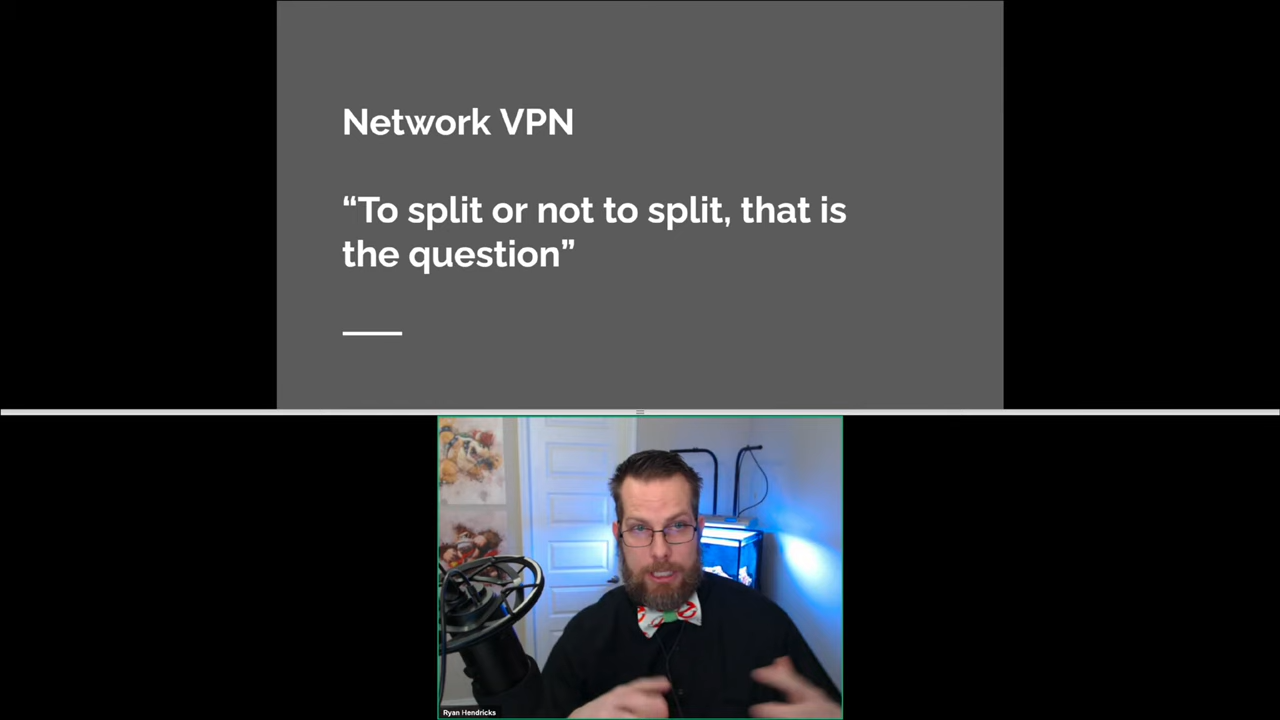 Network VPN
“To split or not to split, that is
the question”
Ryan Hendricks